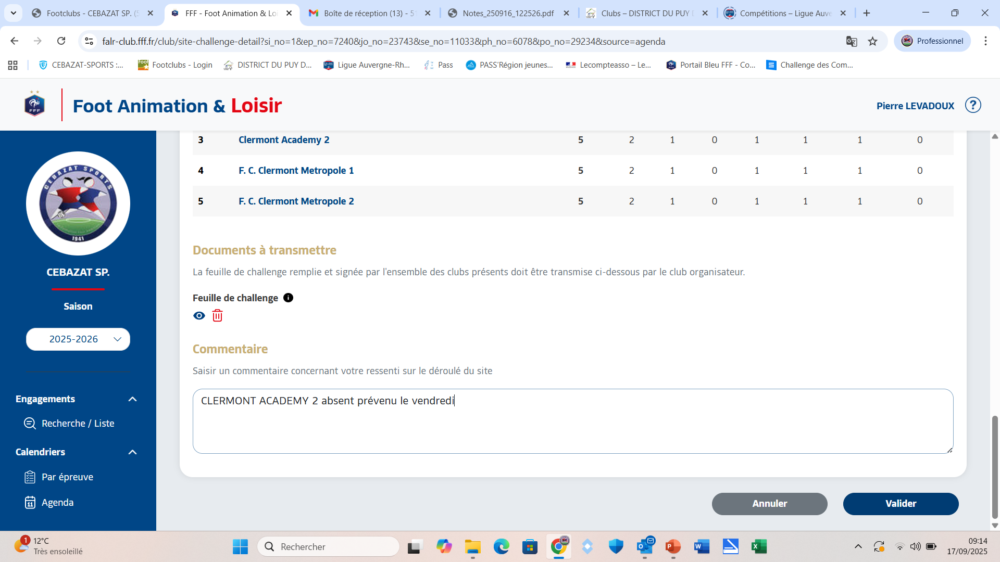 Footclubs - CEBAZAT SP. (5
FFF - Foot Animation & Loi
Boîte de réception (13) - 51
Notes_250916_122526.pdf
Clubs – DISTRICT DU PUY D
Compétitions – Ligue Auve
falr-club.fff.fr/club/site-challenge-detail?si_no=1&ep_no=7240&jo_no=23743&se_no=11033&ph_no=6078&po_no=29234&source=agenda
Professionnel
CEBAZAT-SPORTS :...
Footclubs - Login
DISTRICT DU PUY D...
Ligue Auvergne-Rh...
Pass
PASS'Région jeunes...
Lecompteasso – Le...
Portail Bleu FFF - Co...
Challenge des Com...
FFF
Foot Animation & Loisir
Pierre LEVADOUX
?
CEBAZAT SPORTS
1941
CEBAZAT SP.
Saison
2025-2026
Engagements
Recherche / Liste
Calendriers
Par épreuve
Agenda
3 Clermont Academy 2 5 2 1 0 1 1 1 0
4 F. C. Clermont Metropole 1 5 2 1 0 1 1 1 0
5 F. C. Clermont Metropole 2 5 2 1 0 1 1 1 0
Documents à transmettre
La feuille de challenge remplie et signée par l'ensemble des clubs présents doit être transmise ci-dessous par le club organisateur.
Feuille de challenge
Commentaire
Saisir un commentaire concernant votre ressenti sur le déroulé du site
CLERMONT ACADEMY 2 absent prévenu le vendredi
Annuler
Valider
1
12°C
Très ensoleillé
Rechercher
09:14
17/09/2025